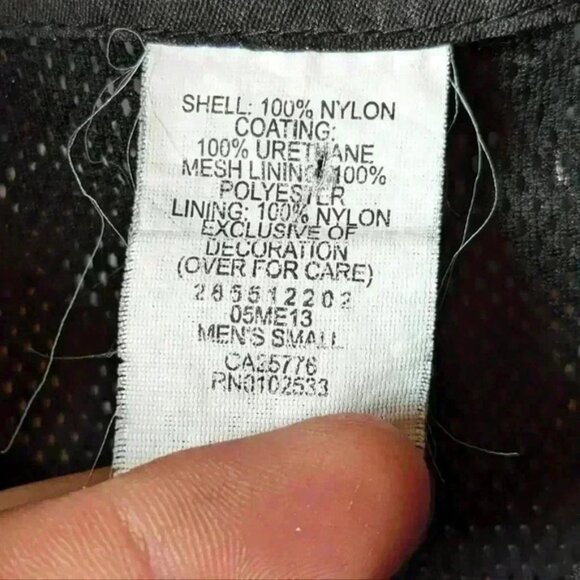 SHELL: 100% NYLON
COATING:
100% URETHANE
MESH LINING: 100%
POLYESTER
LINING: 100% NYLON
EXCLUSIVE OF
DECORATION
(OVER FOR CARE)
285512202
05ME13
MEN'S SMALL
CA25776
RN0102533